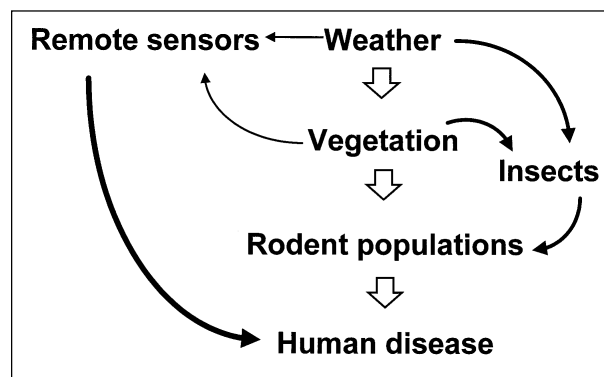 Remote sensors Weather
Vegetation
Insects
Rodent populations
Human disease